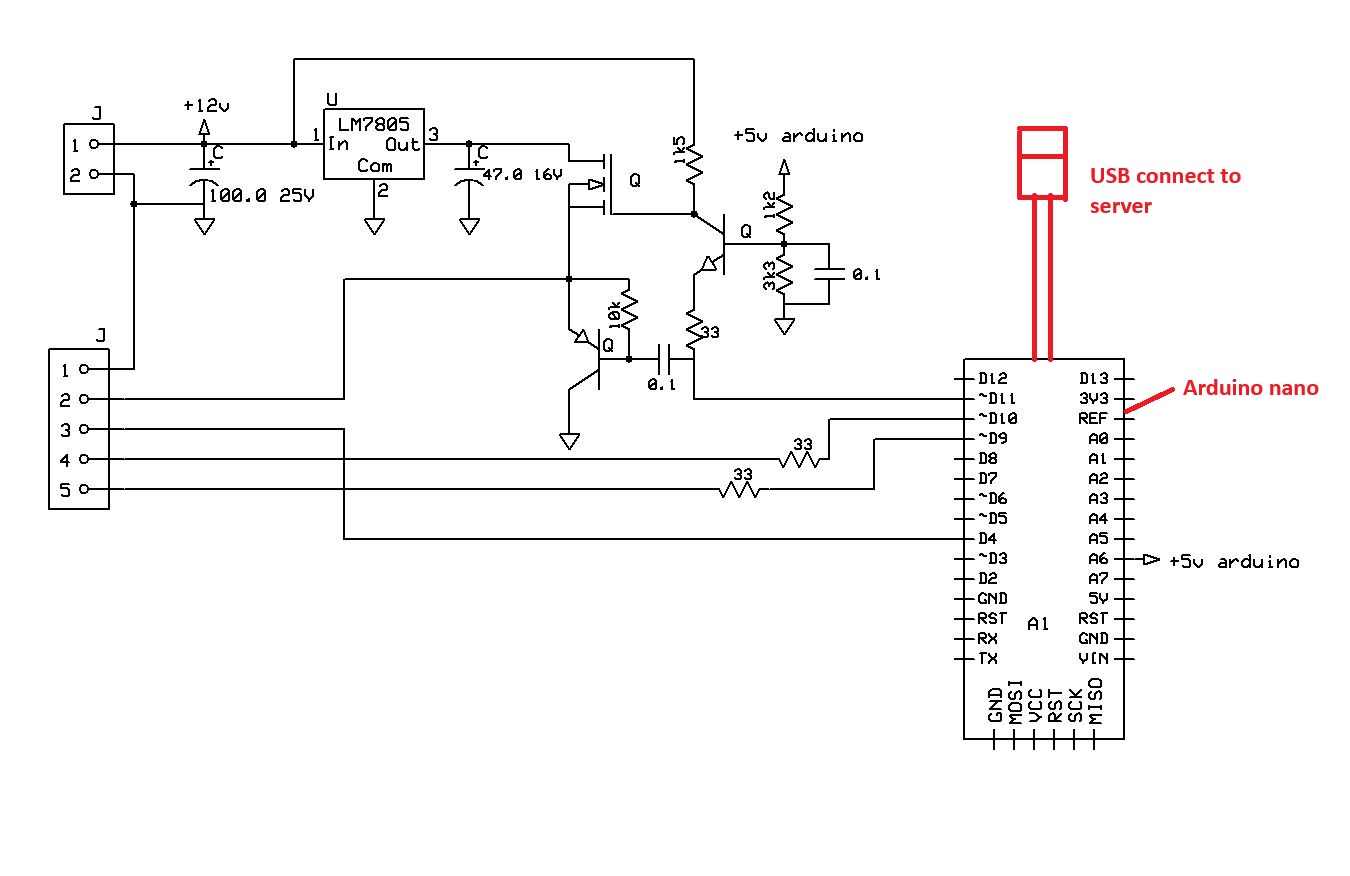 J
1
2
+12v
C
100.0 25V
U
LM7805
1
In
Out
3
Com
2
C
47.0 16V
Q
1k5
+5v arduino
1k2
Q
3k3
0.1
10k
33
Q
0.1
J
1
2
3
4
5
33
33
USB connect to
server
Arduino nano
D12
~D11
~D10
~D9
D8
D7
~D6
~D5
D4
~D3
D2
GND
RST
RX
TX
D13
3V3
REF
A0
A1
A2
A3
A4
A5
A6
A7
5V
RST
GND
VIN
+5v arduino
A1
GND
MOSI
VCC
RST
SCK
MISO